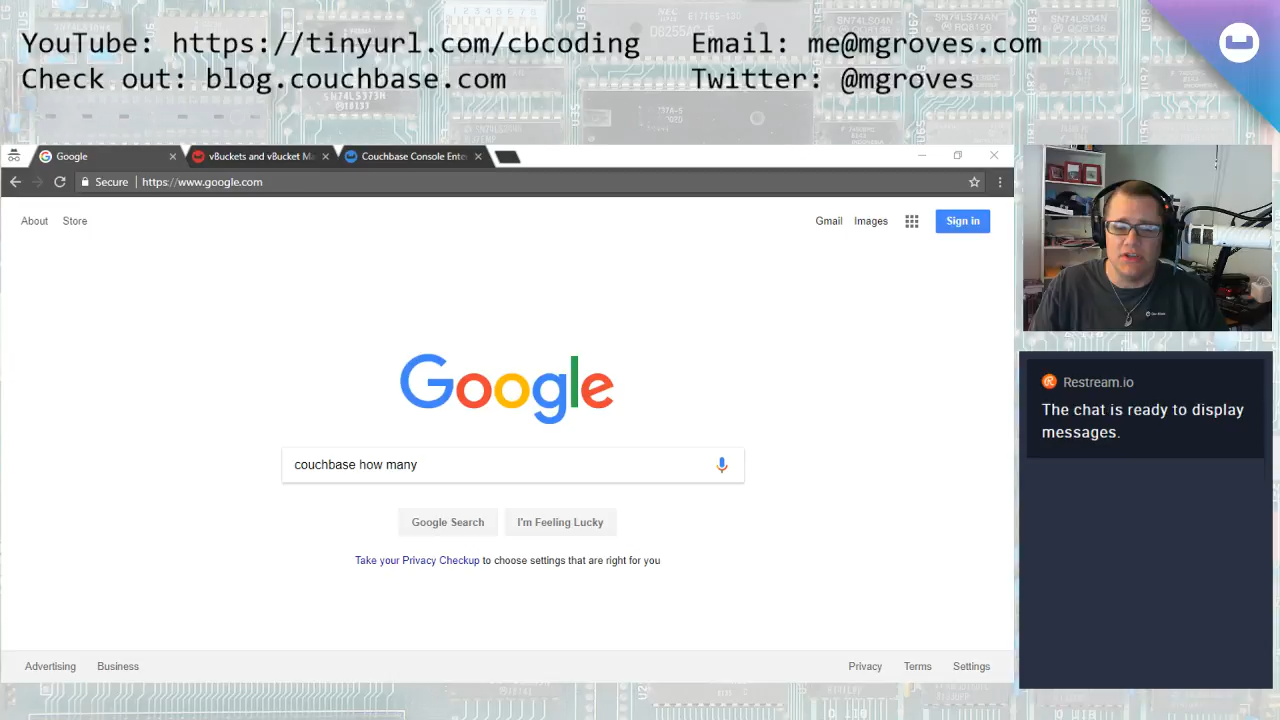 YouTube: https://tinyurl.com/cbcoding
Email: me@mgroves.com
Check out: blog.couchbase.com
Twitter: @mgroves
Google
vBuckets and vBucket Ma
Couchbase Console Ente
Secure
https://www.google.com
About
Store
Gmail
Images
Sign in
Google
couchbase how many
Google Search
I'm Feeling Lucky
Take your Privacy Checkup to choose settings that are right for you
Advertising
Business
Privacy
Terms
Settings
Restream.io
The chat is ready to display
messages.